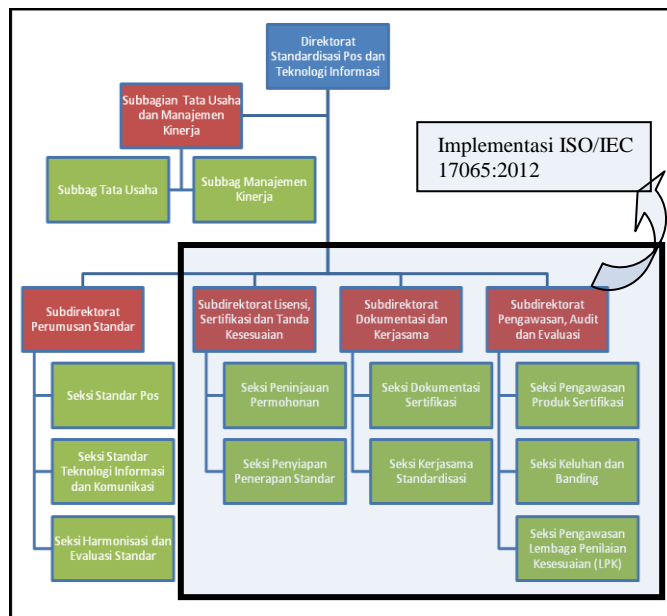 Direktorat
Standardisasi Pos dan
Teknologi Informasi
Subbagian Tata Usaha
dan Manajemen
Kinerja
Implementasi ISO/IEC
17065:2012
Subbag Tata Usaha
Subbag Manajemen
Kinerja
Subdirektorat
Perumusan Standar
Subdirektorat Lisensi,
Sertifikasi dan Tanda
Kesesuaian
Subdirektorat
Dokumentasi dan
Kerjasama
Subdirektorat
Pengawasan, Audit
dan Evaluasi
Seksi Standar Pos
Seksi Peninjauan
Permohonan
Seksi Dokumentasi
Sertifikasi
Seksi Pengawasan
Produk Sertifikasi
Seksi Standar
Teknologi Informasi
dan Komunikasi
Seksi Penyiapan
Penerapan Standar
Seksi Kerjasama
Standardisasi
Seksi Keluhan dan
Banding
Seksi Harmonisasi dan
Evaluasi Standar
Seksi Pengawasan
Lembaga Penilaian
Kesesuaian (LPK)